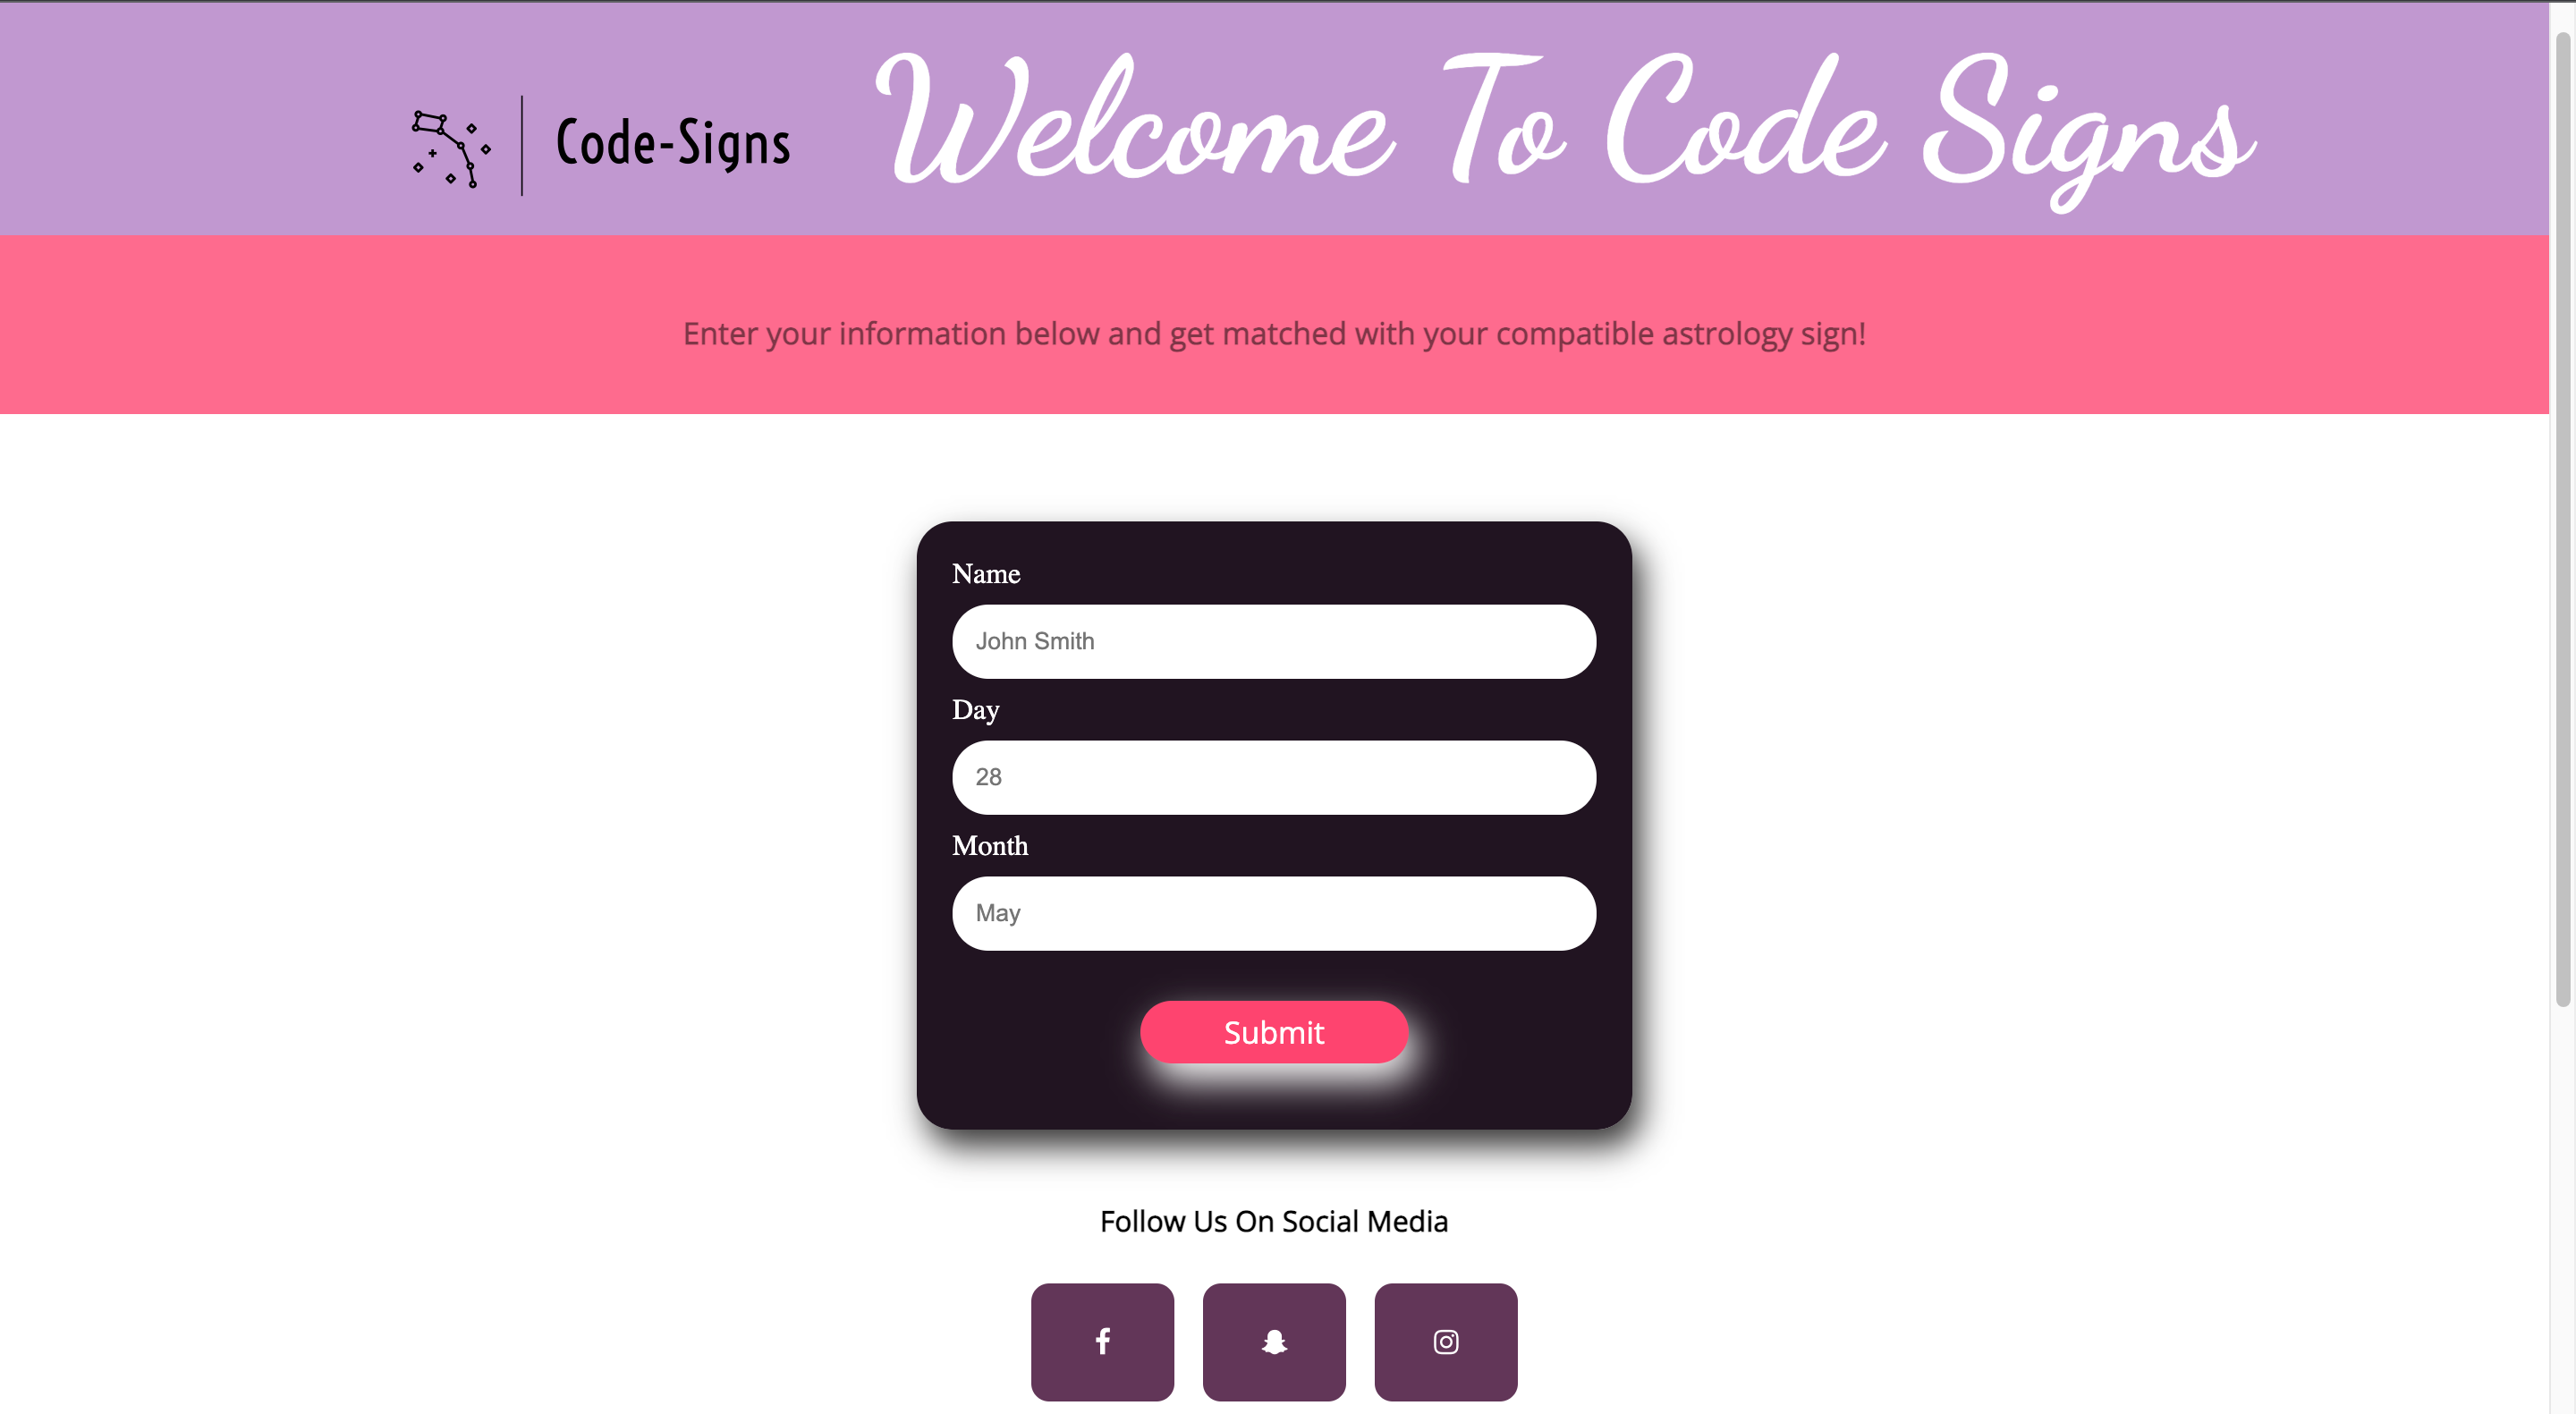 Code-Signs
Welcome To Code Signs
Enter your information below and get matched with your compatible astrology sign!
Name
John Smith
Day
28
Month
May
Submit
Follow Us On Social Media